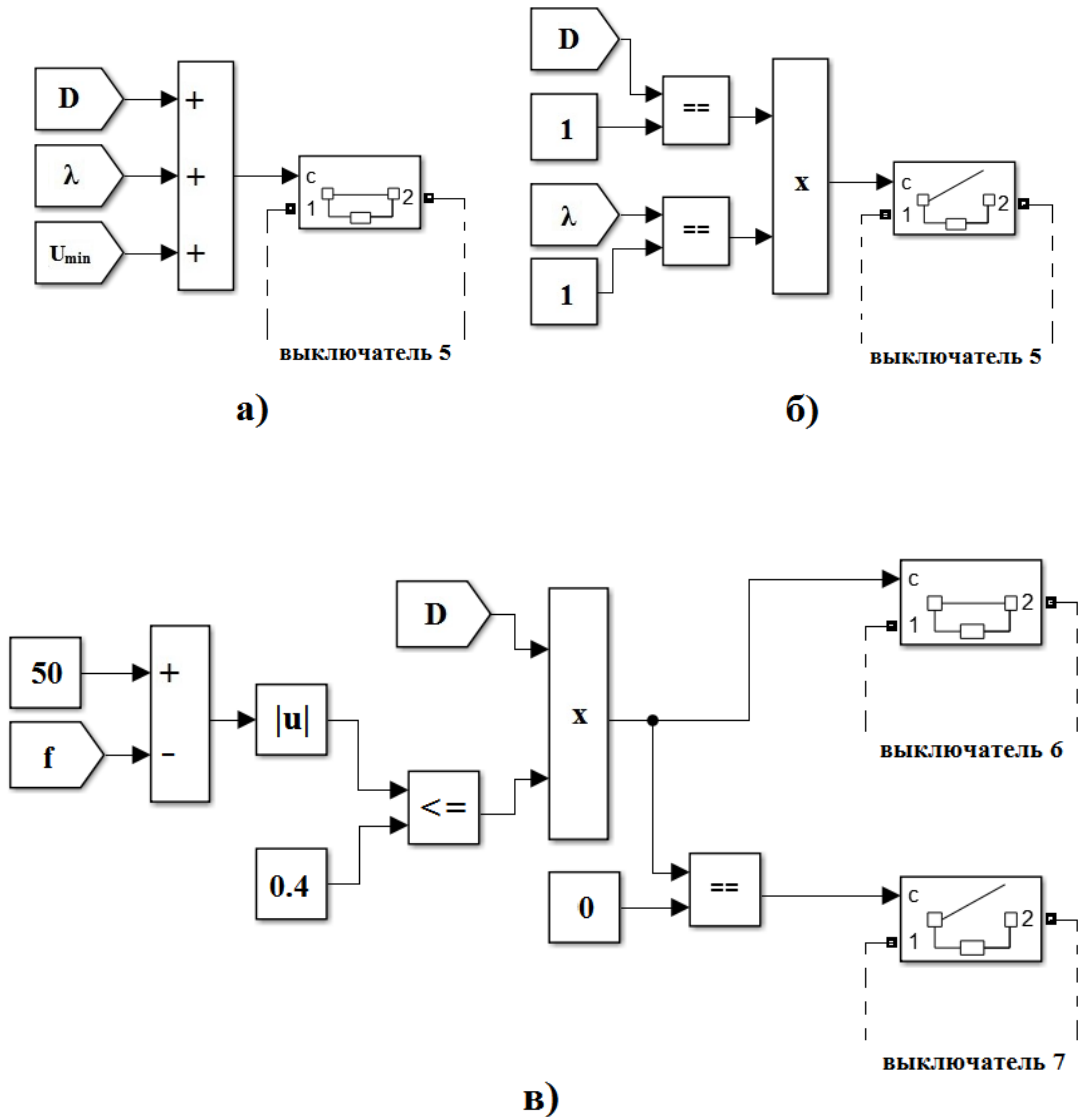 D
+
λ
+
Umin
+
c
1
2
выключатель 5
а)
D
1
==
λ
1
==
x
c
1
2
выключатель 5
б)
50
f
+
-
|u|
0.4
<=
D
x
0
==
c
1
2
выключатель 6
c
1
2
выключатель 7
в)